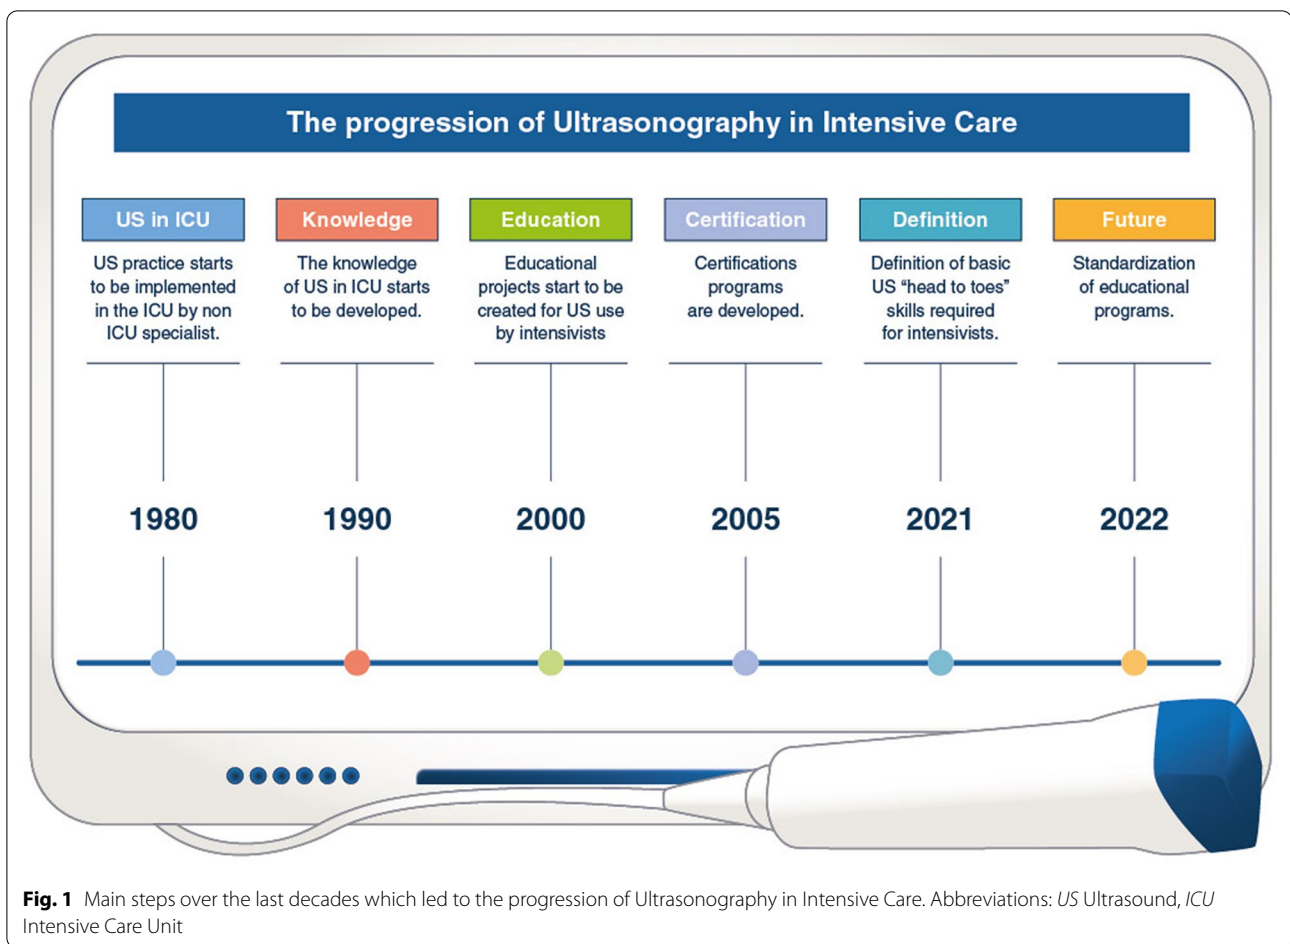 The progression of Ultrasonography in Intensive Care
US in ICU
US practice starts
to be implemented
in the ICU by non
ICU specialist.
Knowledge
The knowledge
of US in ICU starts
to be developed.
Education
Educational
projects start to be
created for US use
by intensivists
Certification
Certifications
programs
are developed.
Definition
Definition of basic
US “head to toes”
skills required
for intensivists.
Future
Standardization
of educational
programs.
1980
1990
2000
2005
2021
2022
Fig. 1 Main steps over the last decades which led to the progression of Ultrasonography in Intensive Care. Abbreviations: US Ultrasound, ICU
Intensive Care Unit